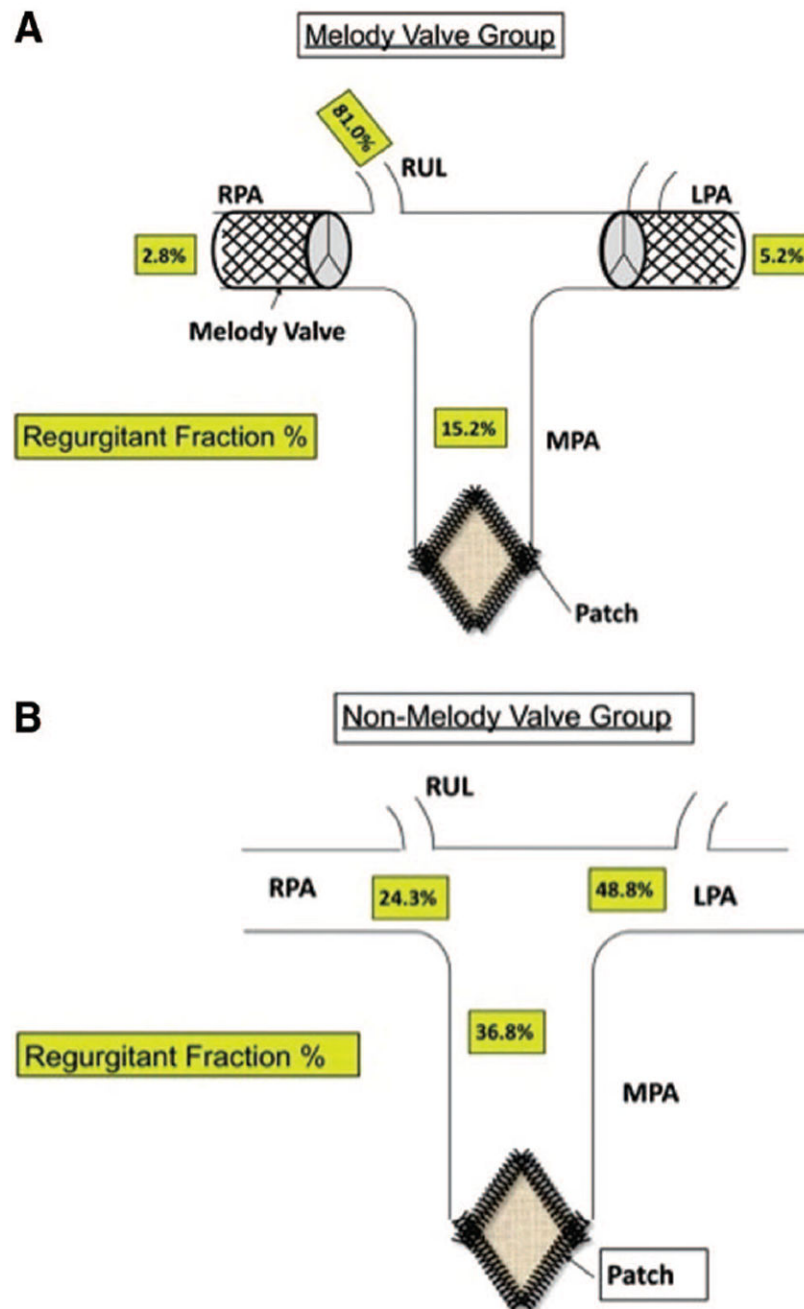 A
Melody Valve Group
81.0%
RUL
RPA
LPA
2.8%
5.2%
Melody Valve
Regurgitant Fraction %
15.2%
MPA
Patch
B
Non-Melody Valve Group
RUL
RPA
24.3%
48.8%
LPA
36.8%
Regurgitant Fraction %
MPA
Patch